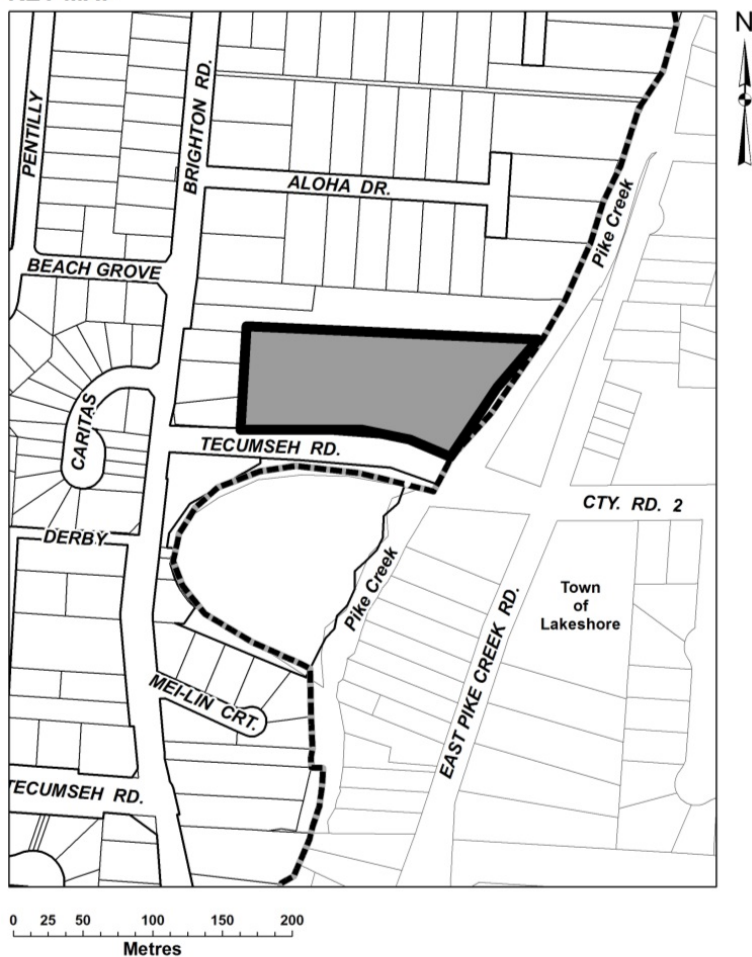 N
PENTILLY
BRIGHTON RD.
ALOHA DR.
Pike Creek
BEACH GROVE
CARITAS
TECUMSEH RD.
CTY. RD. 2
DERBY
Pike Creek
Town
of
Lakeshore
EAST PIKE CREEK RD.
MEI-LIN CRT.
TECUMSEH RD.
0 25 50 100 150 200
Metres